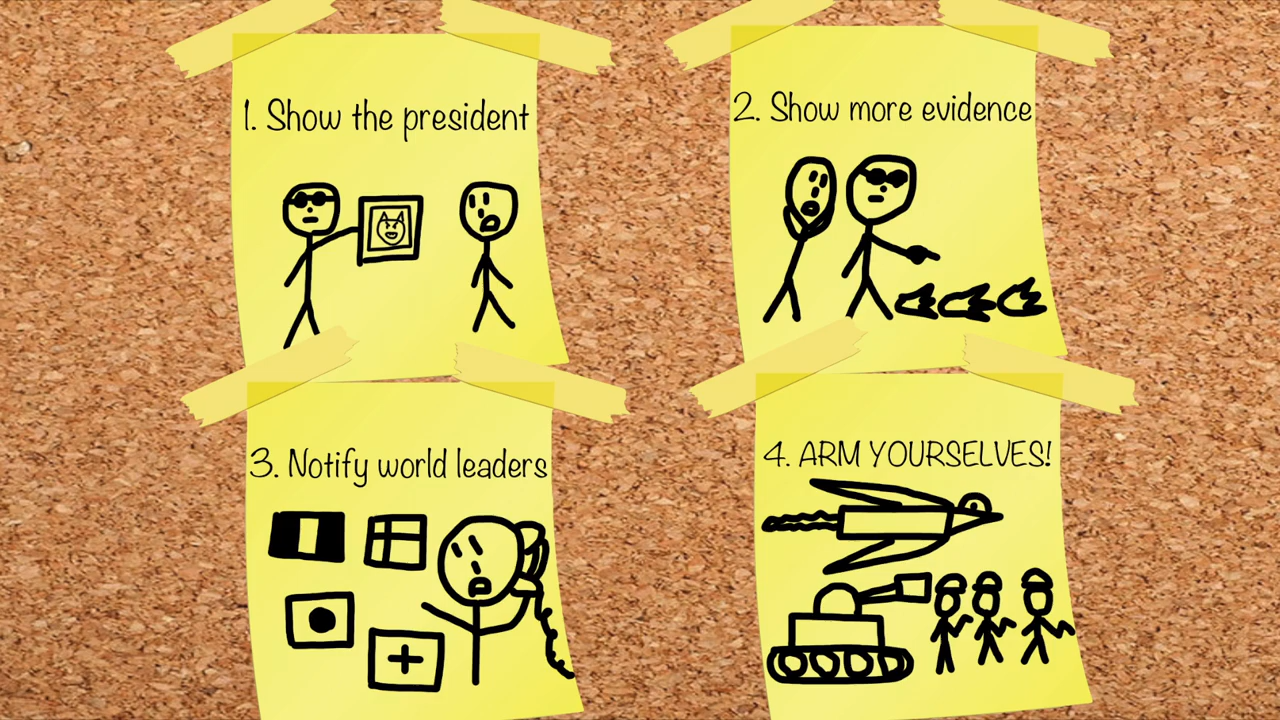 1. Show the president
2. Show more evidence
3. Notify world leaders
4. ARM YOURSELVES!